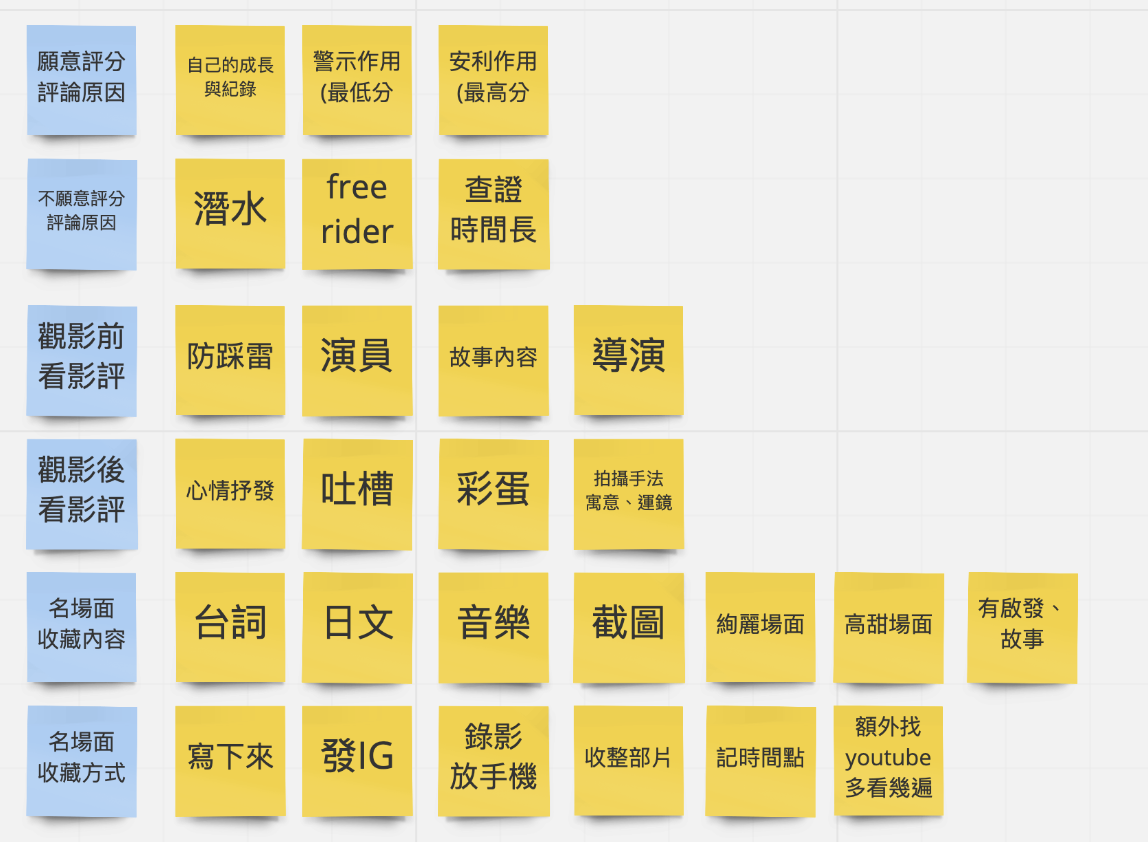 願意評分
評論原因
自己的成長
與紀錄
警示作用
(最低分
安利作用
(最高分
不願意評分
評論原因
潛水
free
rider
查證
時間長
觀影前
看影評
防踩雷
演員
故事內容
導演
觀影後
看影評
心情抒發
吐槽
彩蛋
拍攝手法
寓意、運鏡
名場面
收藏內容
台詞
日文
音樂
截圖
絢麗場面
高甜場面
有啟發、
故事
名場面
收藏方式
寫下來
發IG
錄影
放手機
收整部片
記時間點
額外找
youtube
多看幾遍